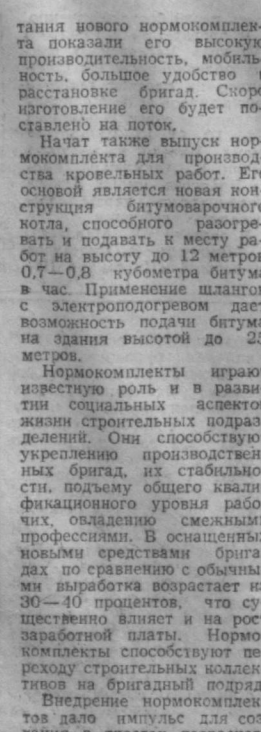 тания нового нормокомплек-
та показали его высокую
производительность, мобиль-
ность, большое удобство
расстановке бригад. Скоро
изготовление его будет по-
ставлено на поток.
Начат также выпуск нор-
мокомплекта для производ-
ства кровельных работ. Его
основой является новая кон-
струкция битумоварочного
котла, способного разогре-
вать и подавать к месту ра-
бот на высоту до 12 метров
0,7—0,8 кубометра битума
в час. Применение шлангов
с электроподогревом дает
возможность подачи битума
на здания высотой до
метров.
Нормокомплекты играют
известную роль и в разви-
тии социальных аспектов
жизни строительных подраз-
делений. Они способствуют
укреплению производствен-
ных бригад, их стабильно-
сти, подъему общего квали-
фикационного уровня рабо-
чих, овладению смежными
профессиями. В оснащенных
новыми средствами брига-
дах по сравнению с обычны-
ми выработка возрастает на
30—40 процентов, что су-
щественно влияет и на рост
заработной платы. Нормо-
комплекты способствуют пе-
реходу строительных коллек-
тивов на бригадный подряд.
Внедрение нормокомплек-
тов дало импульс для соз-